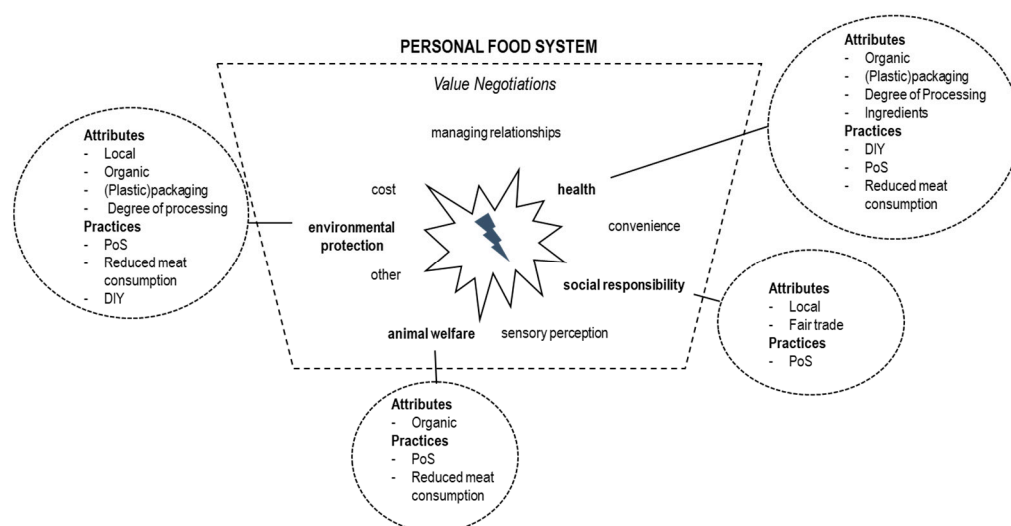 PERSONAL FOOD SYSTEM
Value Negotiations
managing relationships
cost
health
environmental
protection
convenience
other
social responsibility
animal welfare
sensory perception
Attributes
- Local
- Organic
- (Plastic)packaging
- Degree of processing
Practices
- PoS
- Reduced meat
consumption
- DIY
Attributes
- Organic
- (Plastic)packaging
- Degree of Processing
- Ingredients
Practices
- DIY
- PoS
- Reduced meat
consumption
Attributes
- Local
- Fair trade
Practices
- PoS
Attributes
- Organic
Practices
- PoS
- Reduced meat
consumption